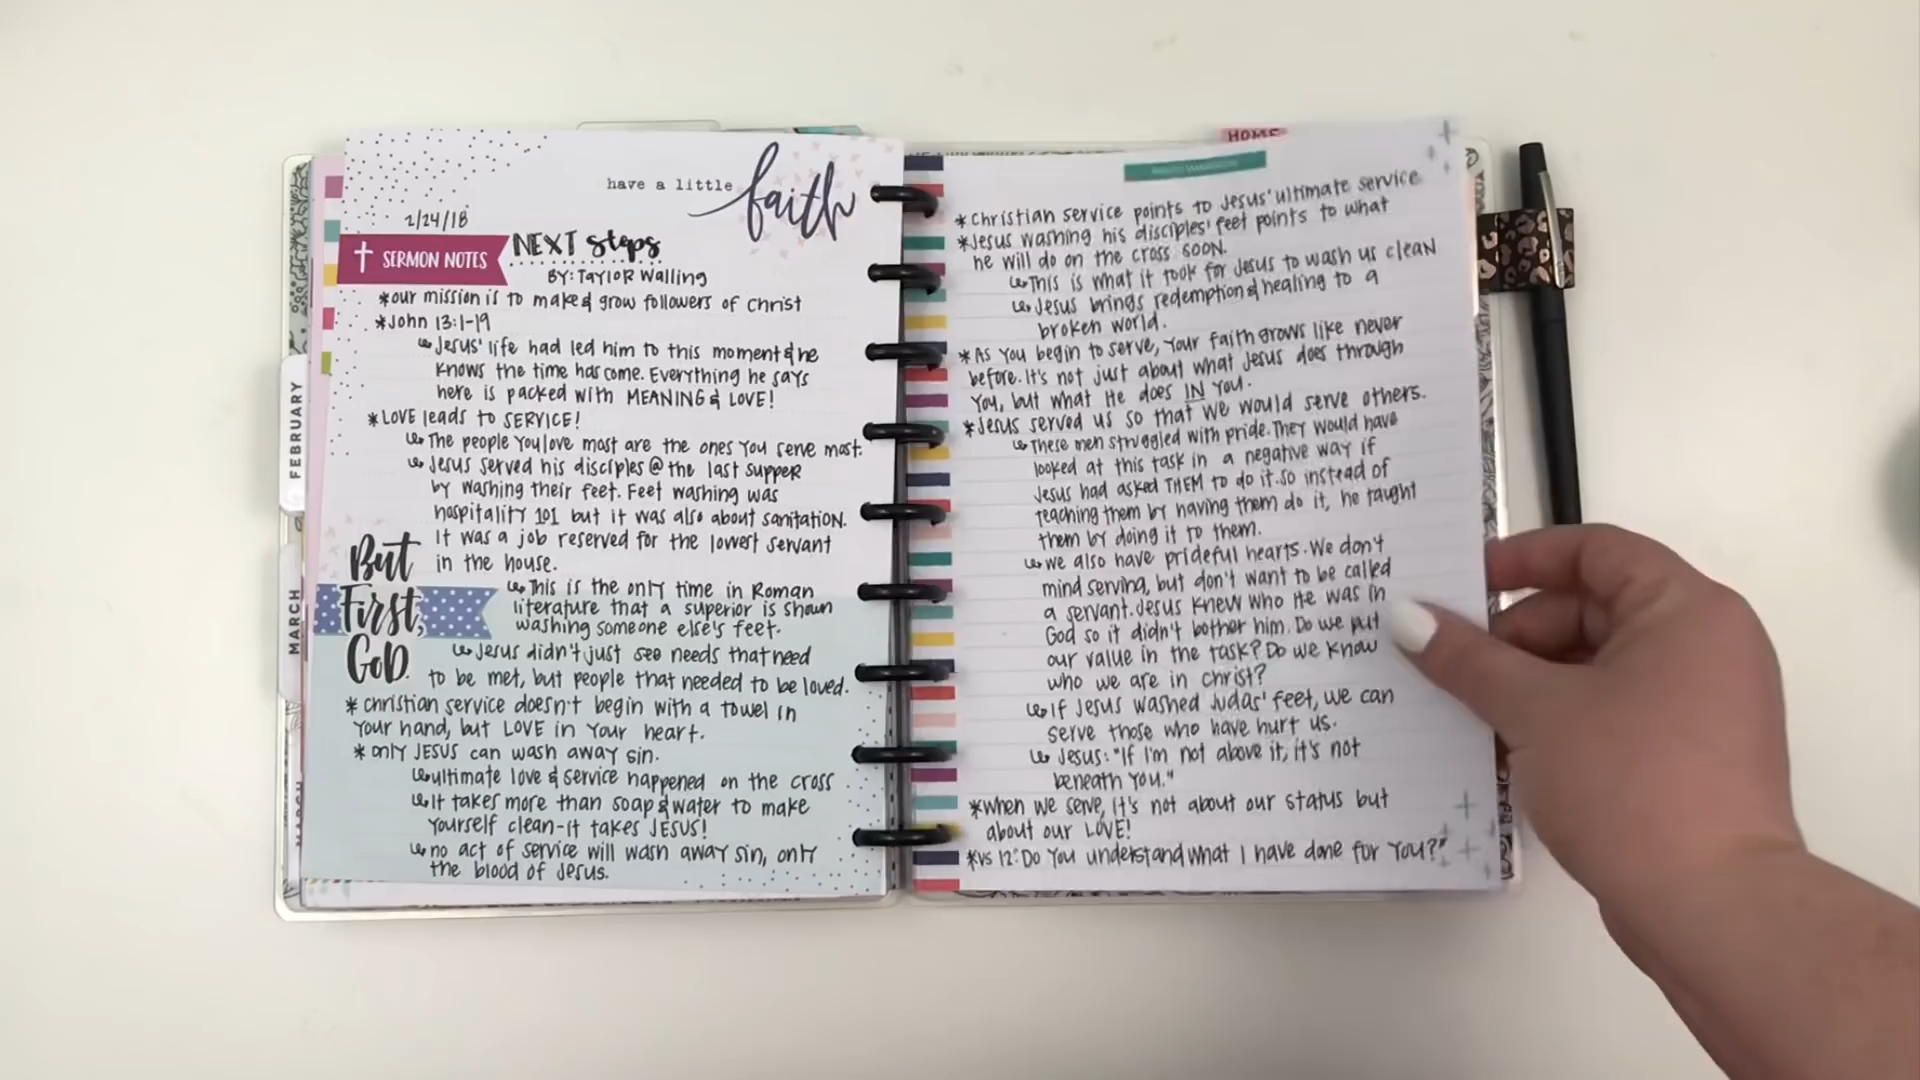 have a little faith
2/24/18
SERMON NOTES
NEXT steps
BY: TAYLOR Walling
*our mission is to make & grow followers of Christ
*John 13:1-19
Jesus' life had led him to this moment & he
knows the time has come. Everything he says
here is packed with MEANING & LOVE!
*LOVE leads to SERVICE!
The people you love most are the ones you serve most.
Jesus served his disciples @ the last supper
by washing their feet. Feet washing was
hospitality 101 but it was also about sanitation.
It was a job reserved for the lowest servant
in the house.
But
First,
GOD.
This is the only time in Roman
literature that a superior is shown
washing someone else's feet.
Jesus didn't just see needs that need
to be met, but people that needed to be loved.
*christian service doesn't begin with a towel in
your hand, but LOVE in your heart.
*only JESUS can wash away sin.
ultimate love & service happened on the cross
It takes more than soap & water to make
yourself clean-it takes JESUS!
no act of service will wash away sin, only
the blood of Jesus.
FEBRUARY
MARCH
HOME
*Christian service points to Jesus' ultimate service
*Jesus washing his disciples' feet points to what
he will do on the cross soon.
This is what it took for Jesus to wash us clean
Jesus brings redemption & healing to a
broken world.
*As you begin to serve, your faith grows like never
before. It's not just about what Jesus does through
you, but what He does IN you.
*Jesus served us so that we would serve others.
These men struggled with pride. They would have
looked at this task in a negative way if
Jesus had asked THEM to do it. so instead of
teaching them by having them do it, he taught
them by doing it to them.
we also have prideful hearts. We don't
mind serving, but don't want to be called
a servant. Jesus knew who He was in
God so it didn't bother him. Do we put
our value in the task? Do we know
who we are in christ?
If Jesus washed Judas' feet, we can
serve those who have hurt us.
Jesus: "If I'm not above it, it's not
beneath you."
*when we serve, it's not about our status but
about our LOVE!
*vs 12 "Do you understand what I have done for you?"